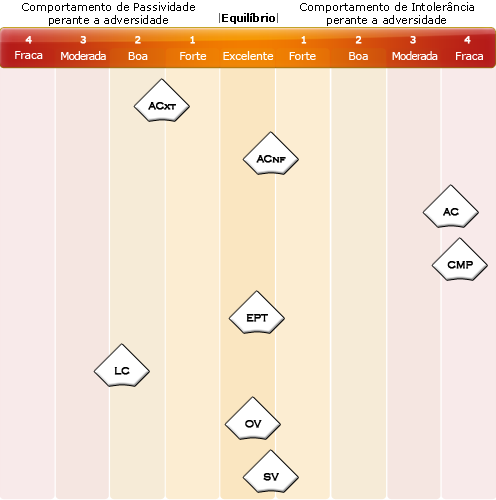 Comportamento de Passividade
perante a adversidade
|Equilíbrio|
Comportamento de Intolerância
perante a adversidade
4 3 2 1 1 2 3 4
Fraca Moderada Boa Forte Excelente Forte Boa Moderada Fraca
ACXT
ACNF
AC
CMP
EPT
LC
OV
SV